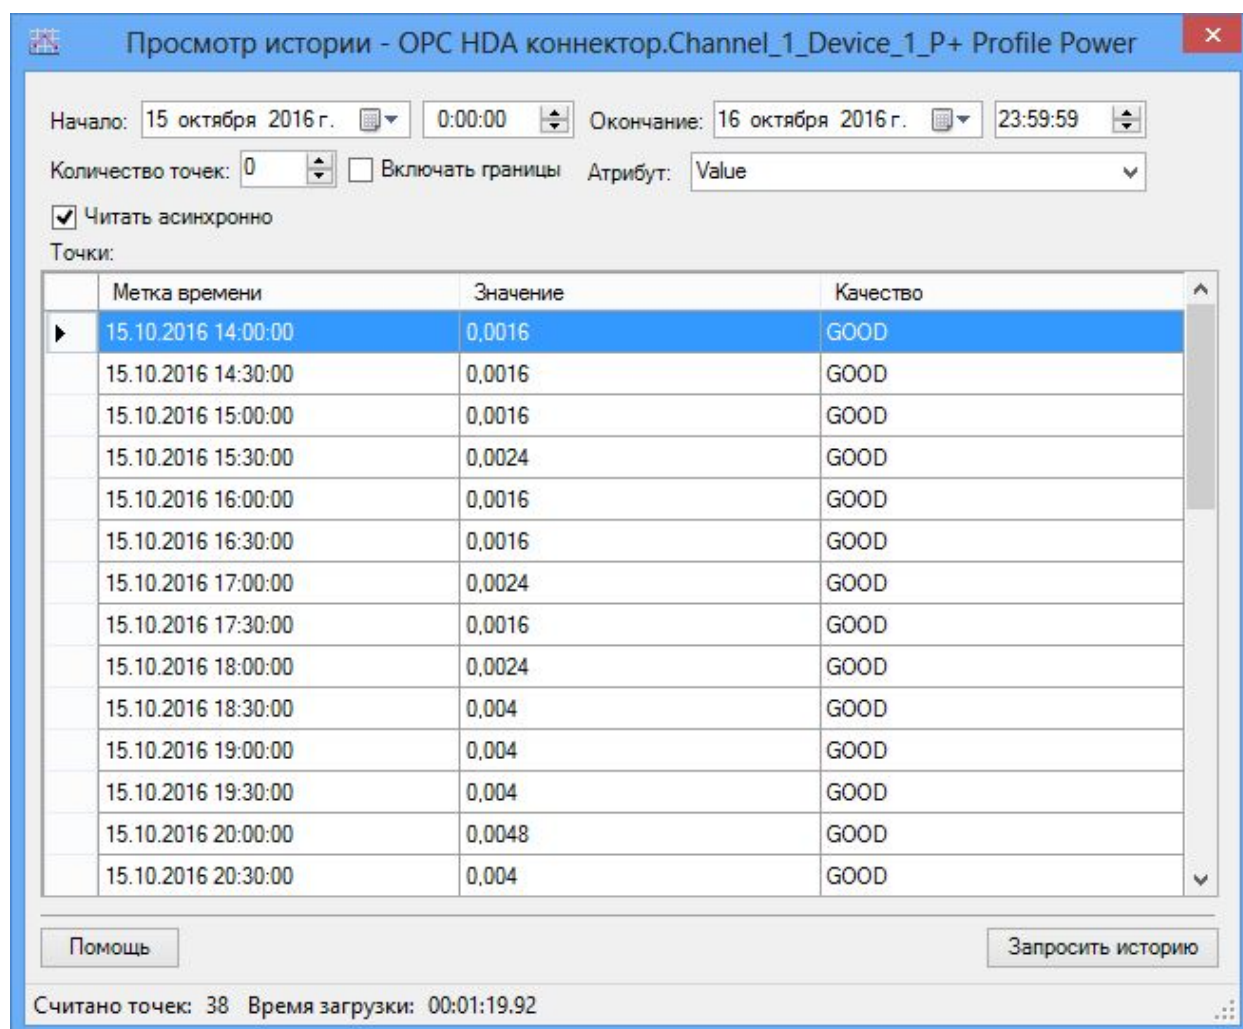 Просмотр истории - OPC HDA коннектор.Channel_1_Device_1_P+ Profile Power
Начало: 15 октября 2016 г. 0:00:00 Окончание: 16 октября 2016 г. 23:59:59
Количество точек: 0 Включать границы Атрибут: Value
Читать асинхронно
Точки:
Метка времени Значение Качество
15.10.2016 14:00:00 0,0016 GOOD
15.10.2016 14:30:00 0,0016 GOOD
15.10.2016 15:00:00 0,0016 GOOD
15.10.2016 15:30:00 0,0024 GOOD
15.10.2016 16:00:00 0,0016 GOOD
15.10.2016 16:30:00 0,0016 GOOD
15.10.2016 17:00:00 0,0024 GOOD
15.10.2016 17:30:00 0,0016 GOOD
15.10.2016 18:00:00 0,0024 GOOD
15.10.2016 18:30:00 0,004 GOOD
15.10.2016 19:00:00 0,004 GOOD
15.10.2016 19:30:00 0,004 GOOD
15.10.2016 20:00:00 0,0048 GOOD
15.10.2016 20:30:00 0,004 GOOD
Помощь Запросить историю
Считано точек: 38 Время загрузки: 00:01:19.92